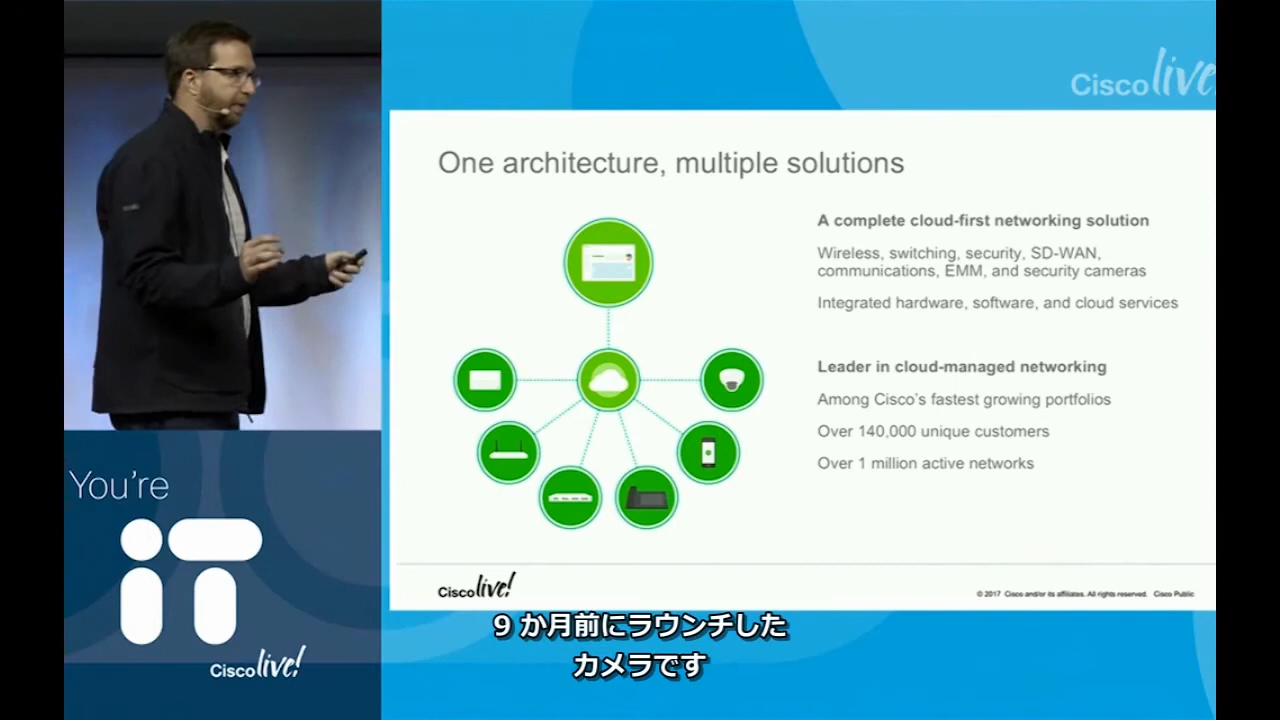 Cisco live!
One architecture, multiple solutions
A complete cloud-first networking solution
Wireless, switching, security, SD-WAN,
communications, EMM, and security cameras
Integrated hardware, software, and cloud services
Leader in cloud-managed networking
Among Cisco's fastest growing portfolios
Over 140,000 unique customers
Over 1 million active networks
Cisco live!
© 2017 Cisco and/or its affiliates. All rights reserved. Cisco Public
You're
iT
Cisco live!
9 か月前にラウンチした
カメラです